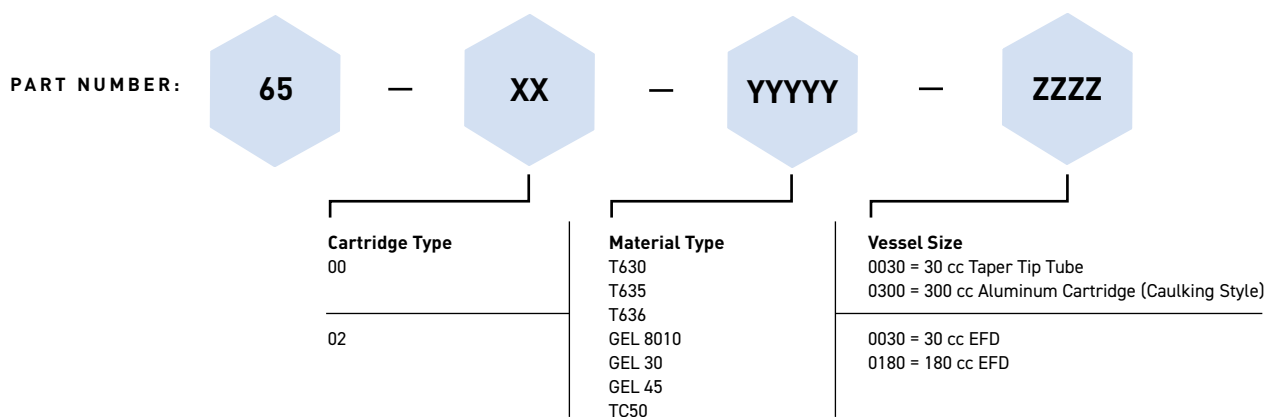 PART NUMBER: 65 — XX — YYYYY — ZZZZ
Cartridge Type
00
02
Material Type
T630
T635
T636
GEL 8010
GEL 30
GEL 45
TC50
Vessel Size
0030 = 30 cc Taper Tip Tube
0300 = 300 cc Aluminum Cartridge (Caulking Style)
0030 = 30 cc EFD
0180 = 180 cc EFD